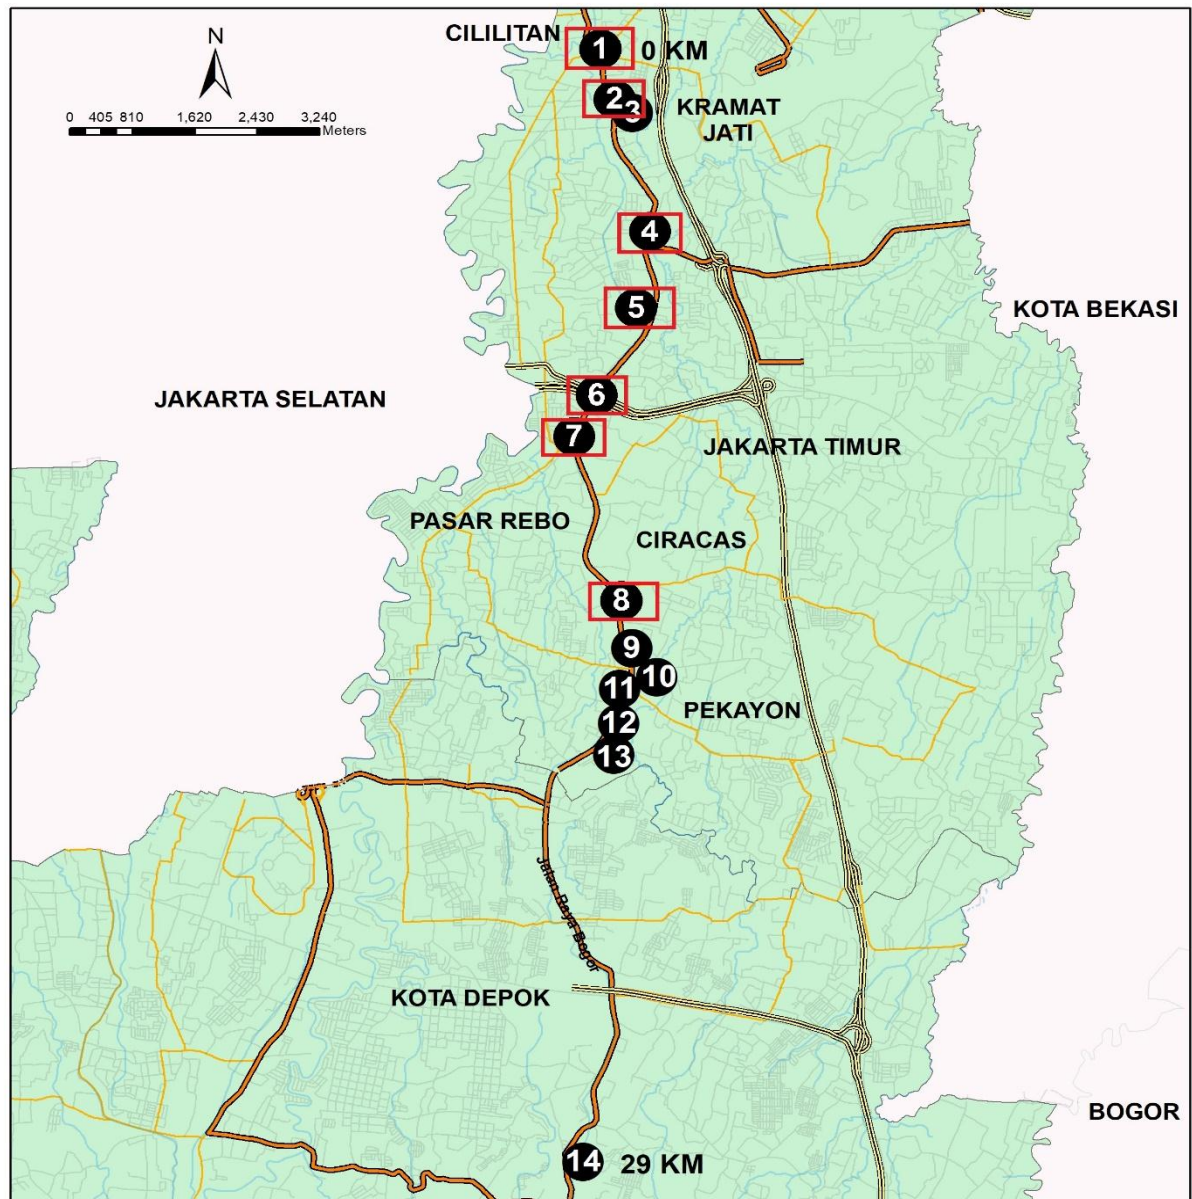 CILILITAN
1 0 KM
N
2
3
KRAMAT
JATI
0 405 810 1,620 2,430 3,240
Meters
4
5
KOTA BEKASI
6
JAKARTA SELATAN
7
JAKARTA TIMUR
PASAR REBO
CIRACAS
8
9
10
11
PEKAYON
12
13
Jalan Raya Bogor
KOTA DEPOK
BOGOR
14 29 KM